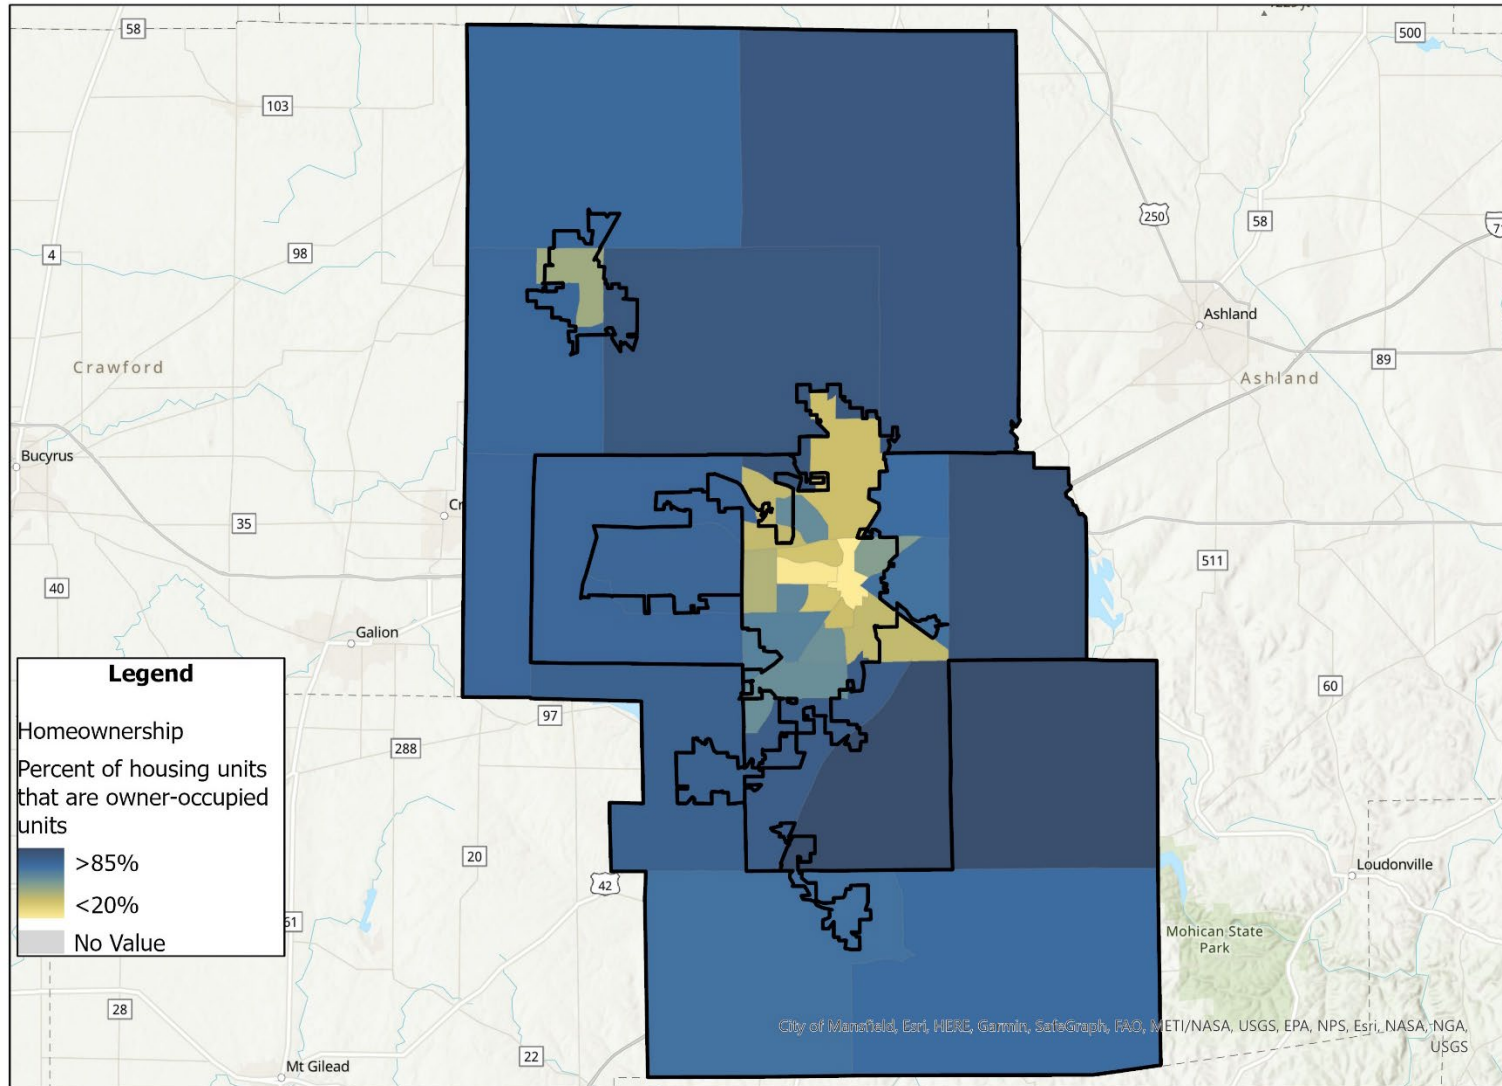 58
500
103
250
58
4
98
Ashland
89
Crawford
Ashland
Bucyrus
35
511
40
Galion
60
97
288
20
42
Loudonville
Mohican State
Park
61
28
22
Mt Gilead
Legend
Homeownership
Percent of housing units
that are owner-occupied
units
>85%
<20%
No Value
City of Mansfield, Esri, HERE, Garmin, SafeGraph, FAO, METI/NASA, USGS, EPA, NPS, Esri, NASA, NGA,
USGS